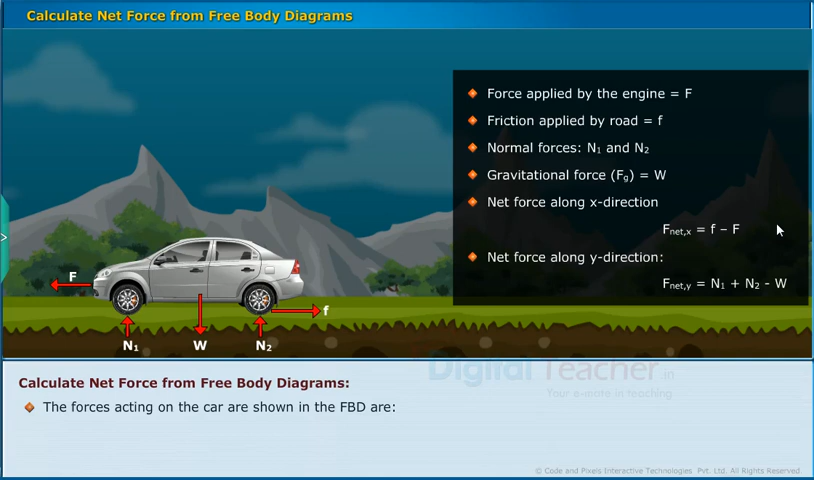 Calculate Net Force from Free Body Diagrams
Force applied by the engine = F
Friction applied by road = f
Normal forces: N₁ and N₂
Gravitational force (Fg) = W
Net force along x-direction
Fnet,x = f – F
Net force along y-direction:
Fnet,y = N₁ + N₂ - W
F
f
N₁
W
N₂
Calculate Net Force from Free Body Diagrams:
The forces acting on the car are shown in the FBD are:
Digital Teacher.in
Your e-mate in teaching
© Code and Pixels Interactive Technologies Pvt. Ltd. All Rights Reserved.